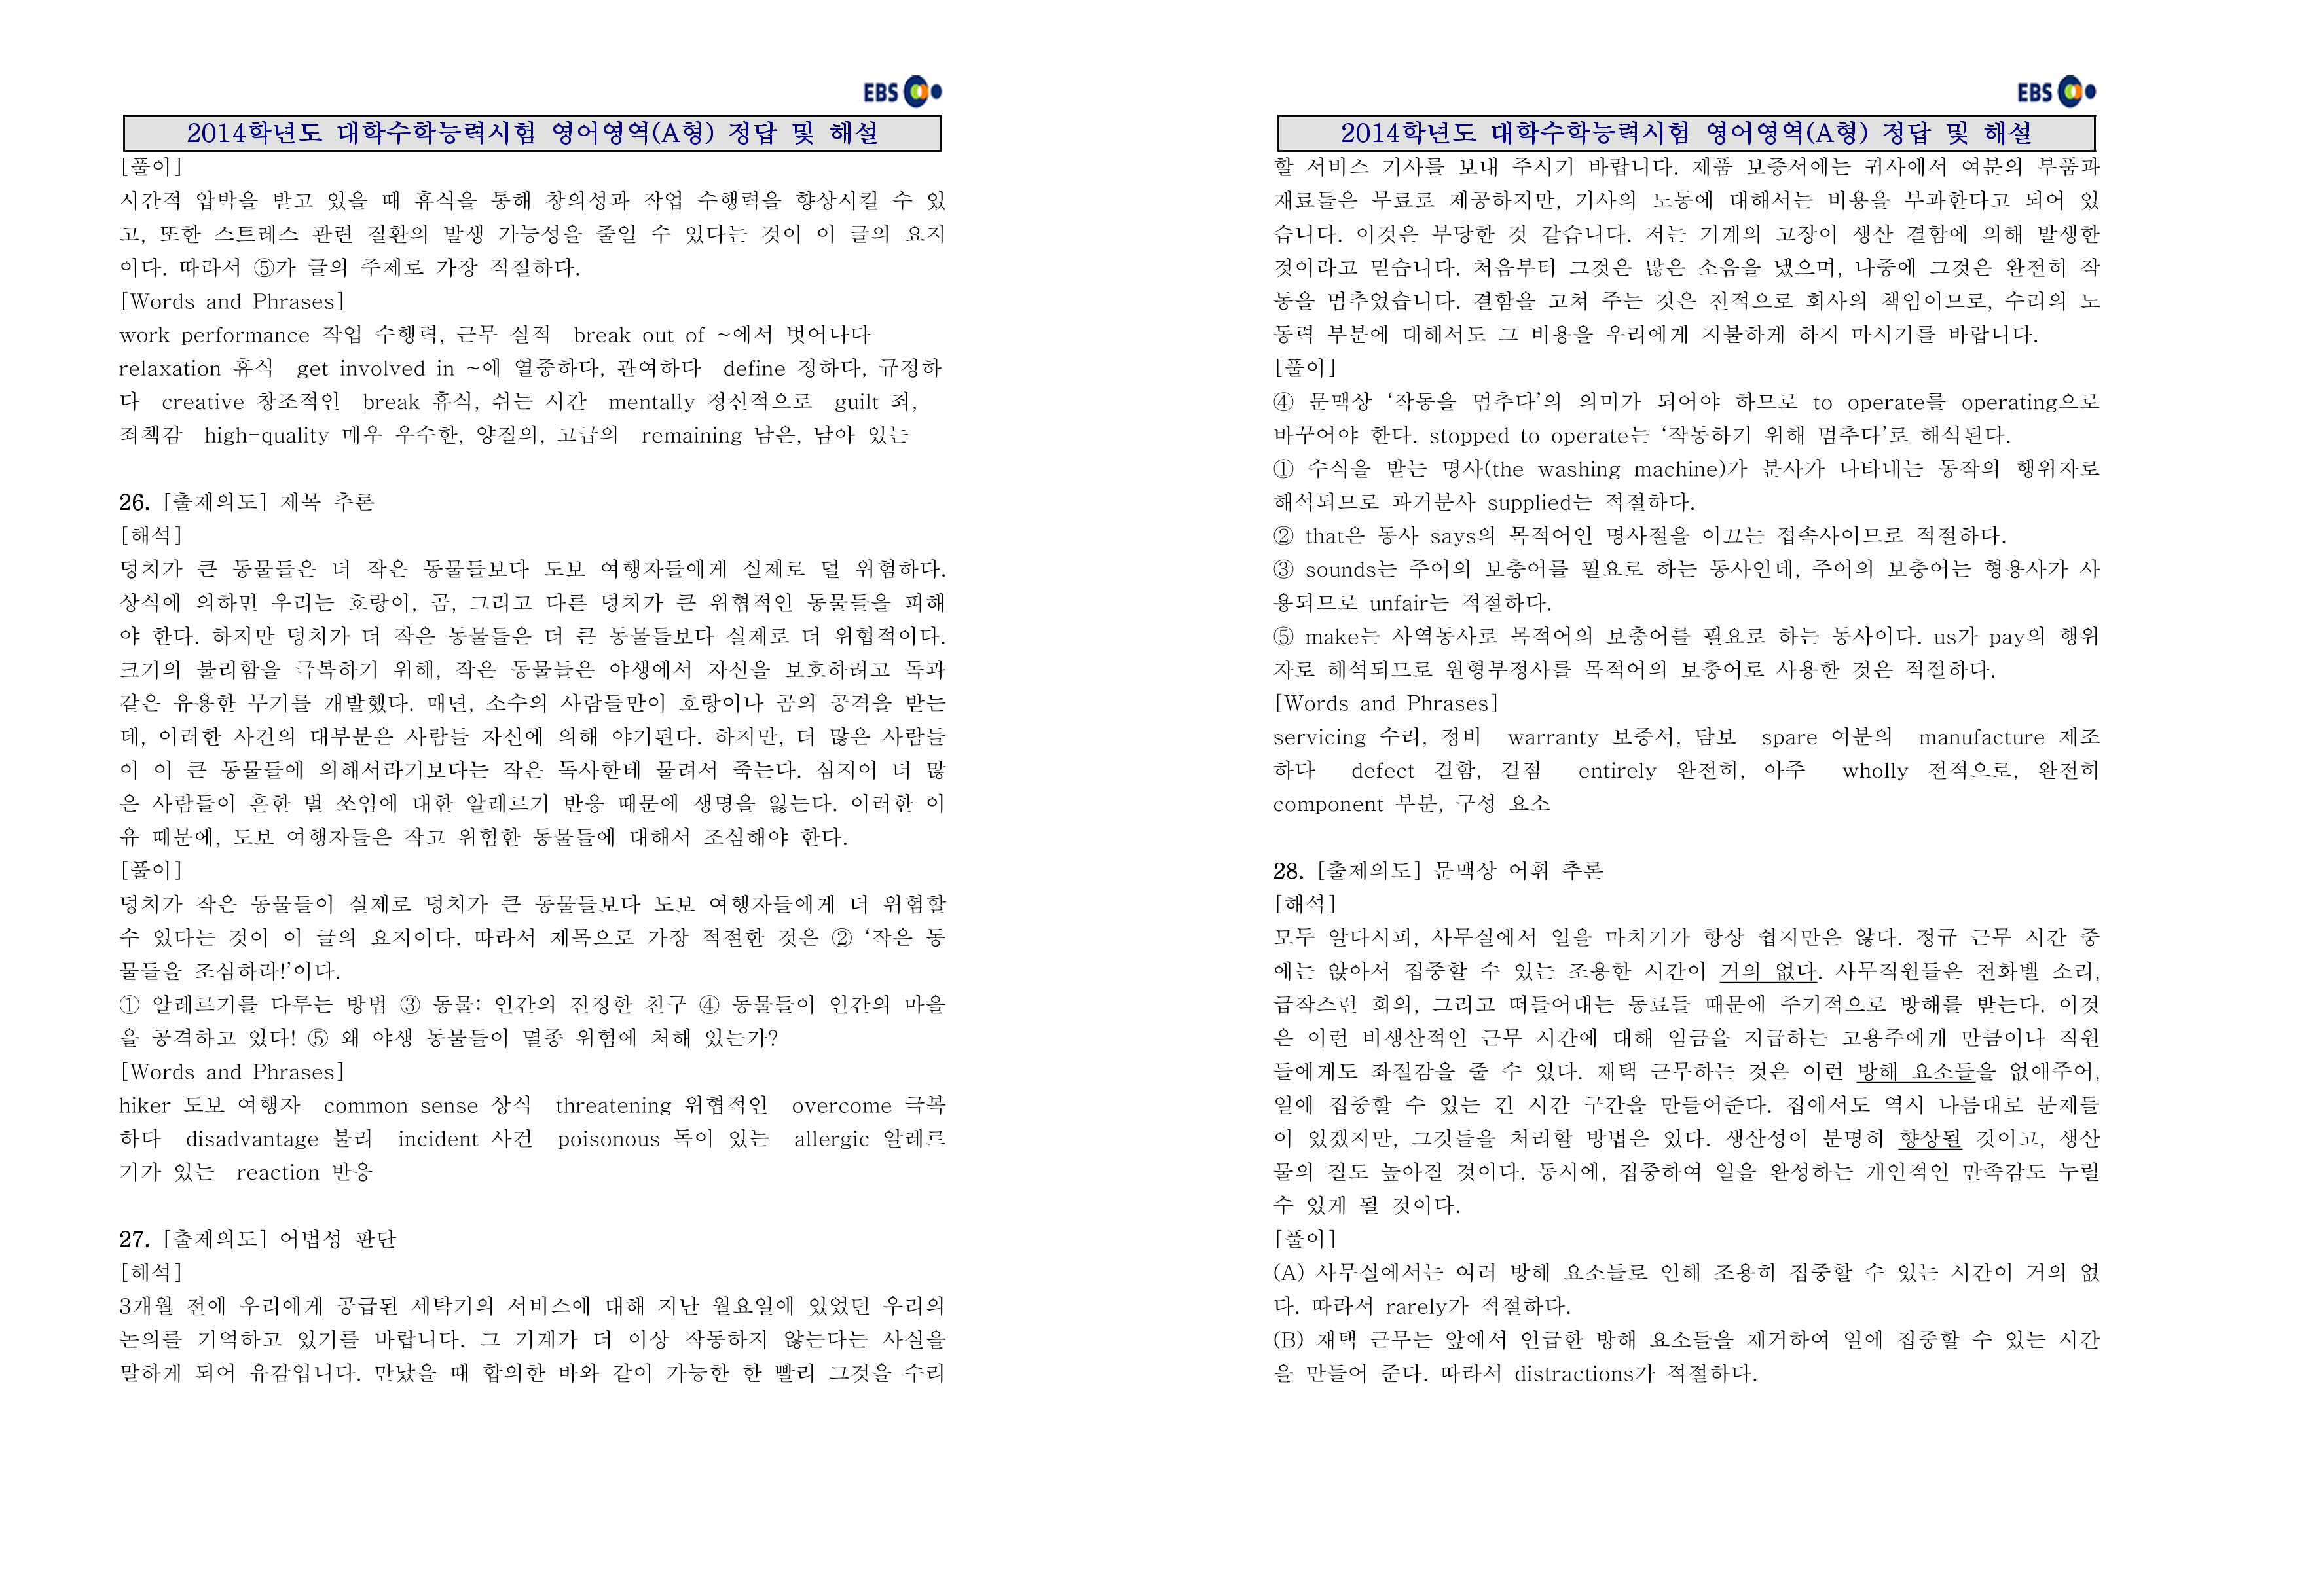 EBS
2014학년도 대학수학능력시험 영어영역(A형) 정답 및 해설
[풀이]
시간적 압박을 받고 있을 때 휴식을 통해 창의성과 작업 수행력을 향상시킬 수 있
고, 또한 스트레스 관련 질환의 발생 가능성을 줄일 수 있다는 것이 이 글의 요지
이다. 따라서 ⑤가 글의 주제로 가장 적절하다.
[Words and Phrases]
work performance 작업 수행력, 근무 실적 break out of ~에서 벗어나다
relaxation 휴식 get involved in ~에 열중하다, 관여하다 define 정하다, 규정하
다 creative 창조적인 break 휴식, 쉬는 시간 mentally 정신적으로 guilt 죄,
죄책감 high-quality 매우 우수한, 양질의, 고급의 remaining 남은, 남아 있는
26. [출제의도] 제목 추론
[해석]
덩치가 큰 동물들은 더 작은 동물들보다 도보 여행자들에게 실제로 덜 위험하다.
상식에 의하면 우리는 호랑이, 곰, 그리고 다른 덩치가 큰 위협적인 동물들을 피해
야 한다. 하지만 덩치가 더 작은 동물들은 더 큰 동물들보다 실제로 더 위협적이다.
크기의 불리함을 극복하기 위해, 작은 동물들은 야생에서 자신을 보호하려고 독과
같은 유용한 무기를 개발했다. 매년, 소수의 사람들만이 호랑이나 곰의 공격을 받는
데, 이러한 사건의 대부분은 사람들 자신에 의해 야기된다. 하지만, 더 많은 사람들
이 이 큰 동물들에 의해서라기보다는 작은 독사한테 물려서 죽는다. 심지어 더 많
은 사람들이 흔한 벌 쏘임에 대한 알레르기 반응 때문에 생명을 잃는다. 이러한 이
유 때문에, 도보 여행자들은 작고 위험한 동물들에 대해서 조심해야 한다.
[풀이]
덩치가 작은 동물들이 실제로 덩치가 큰 동물들보다 도보 여행자들에게 더 위험할
수 있다는 것이 이 글의 요지이다. 따라서 제목으로 가장 적절한 것은 ② ‘작은 동
물들을 조심하라!’이다.
① 알레르기를 다루는 방법 ③ 동물: 인간의 진정한 친구 ④ 동물들이 인간의 마을
을 공격하고 있다! ⑤ 왜 야생 동물들이 멸종 위험에 처해 있는가?
[Words and Phrases]
hiker 도보 여행자 common sense 상식 threatening 위협적인 overcome 극복
하다 disadvantage 불리 incident 사건 poisonous 독이 있는 allergic 알레르
기가 있는 reaction 반응
27. [출제의도] 어법성 판단
[해석]
3개월 전에 우리에게 공급된 세탁기의 서비스에 대해 지난 월요일에 있었던 우리의
논의를 기억하고 있기를 바랍니다. 그 기계가 더 이상 작동하지 않는다는 사실을
말하게 되어 유감입니다. 만났을 때 합의한 바와 같이 가능한 한 빨리 그것을 수리
EBS
2014학년도 대학수학능력시험 영어영역(A형) 정답 및 해설
할 서비스 기사를 보내 주시기 바랍니다. 제품 보증서에는 귀사에서 여분의 부품과
재료들은 무료로 제공하지만, 기사의 노동에 대해서는 비용을 부과한다고 되어 있
습니다. 이것은 부당한 것 같습니다. 저는 기계의 고장이 생산 결함에 의해 발생한
것이라고 믿습니다. 처음부터 그것은 많은 소음을 냈으며, 나중에 그것은 완전히 작
동을 멈추었습니다. 결함을 고쳐 주는 것은 전적으로 회사의 책임이므로, 수리의 노
동력 부분에 대해서도 그 비용을 우리에게 지불하게 하지 마시기를 바랍니다.
[풀이]
④ 문맥상 ‘작동을 멈추다’의 의미가 되어야 하므로 to operate를 operating으로
바꾸어야 한다. stopped to operate는 ‘작동하기 위해 멈추다’로 해석된다.
① 수식을 받는 명사(the washing machine)가 분사가 나타내는 동작의 행위자로
해석되므로 과거분사 supplied는 적절하다.
② that은 동사 says의 목적어인 명사절을 이끄는 접속사이므로 적절하다.
③ sounds는 주어의 보충어를 필요로 하는 동사인데, 주어의 보충어는 형용사가 사
용되므로 unfair는 적절하다.
⑤ make는 사역동사로 목적어의 보충어를 필요로 하는 동사이다. us가 pay의 행위
자로 해석되므로 원형부정사를 목적어의 보충어로 사용한 것은 적절하다.
[Words and Phrases]
servicing 수리, 정비 warranty 보증서, 담보 spare 여분의 manufacture 제조
하다 defect 결함, 결점 entirely 완전히, 아주 wholly 전적으로, 완전히
component 부분, 구성 요소
28. [출제의도] 문맥상 어휘 추론
[해석]
모두 알다시피, 사무실에서 일을 마치기가 항상 쉽지만은 않다. 정규 근무 시간 중
에는 앉아서 집중할 수 있는 조용한 시간이 거의 없다. 사무직원들은 전화벨 소리,
급작스런 회의, 그리고 떠들어대는 동료들 때문에 주기적으로 방해를 받는다. 이것
은 이런 비생산적인 근무 시간에 대해 임금을 지급하는 고용주에게 만큼이나 직원
들에게도 좌절감을 줄 수 있다. 재택 근무하는 것은 이런 방해 요소들을 없애주어,
일에 집중할 수 있는 긴 시간 구간을 만들어준다. 집에서도 역시 나름대로 문제들
이 있겠지만, 그것들을 처리할 방법은 있다. 생산성이 분명히 향상될 것이고, 생산
물의 질도 높아질 것이다. 동시에, 집중하여 일을 완성하는 개인적인 만족감도 누릴
수 있게 될 것이다.
[풀이]
(A) 사무실에서는 여러 방해 요소들로 인해 조용히 집중할 수 있는 시간이 거의 없
다. 따라서 rarely가 적절하다.
(B) 재택 근무는 앞에서 언급한 방해 요소들을 제거하여 일에 집중할 수 있는 시간
을 만들어 준다. 따라서 distractions가 적절하다.